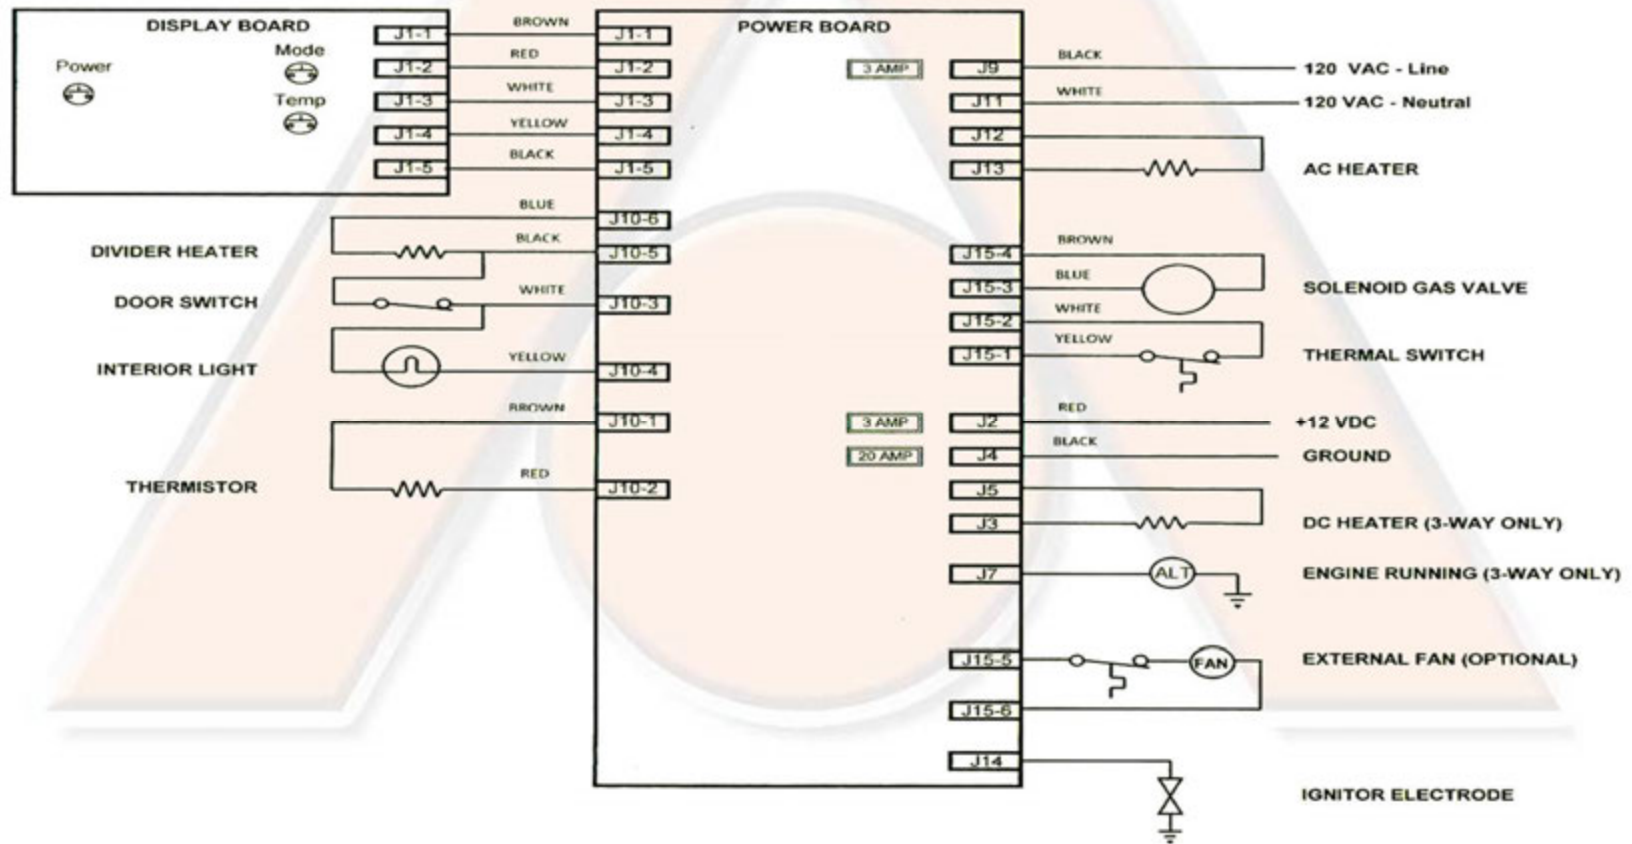 DISPLAY BOARD
Power
Mode
Temp
J1-1
J1-2
J1-3
J1-4
J1-5
BROWN
RED
WHITE
YELLOW
BLACK
POWER BOARD
J1-1
J1-2
J1-3
J1-4
J1-5
BLUE
J10-6
DIVIDER HEATER
BLACK
J10-5
DOOR SWITCH
WHITE
J10-3
INTERIOR LIGHT
YELLOW
J10-4
BROWN
J10-1
THERMISTOR
RED
J10-2
3 AMP
J9
BLACK
120 VAC - Line
J11
WHITE
120 VAC - Neutral
J12
J13
AC HEATER
J15-4
BROWN
J15-3
BLUE
SOLENOID GAS VALVE
J15-2
WHITE
J15-1
YELLOW
THERMAL SWITCH
3 AMP
J2
RED
+12 VDC
20 AMP
J4
BLACK
GROUND
J5
J3
DC HEATER (3-WAY ONLY)
J7
ALT
ENGINE RUNNING (3-WAY ONLY)
J15-5
FAN
EXTERNAL FAN (OPTIONAL)
J15-6
J14
IGNITOR ELECTRODE